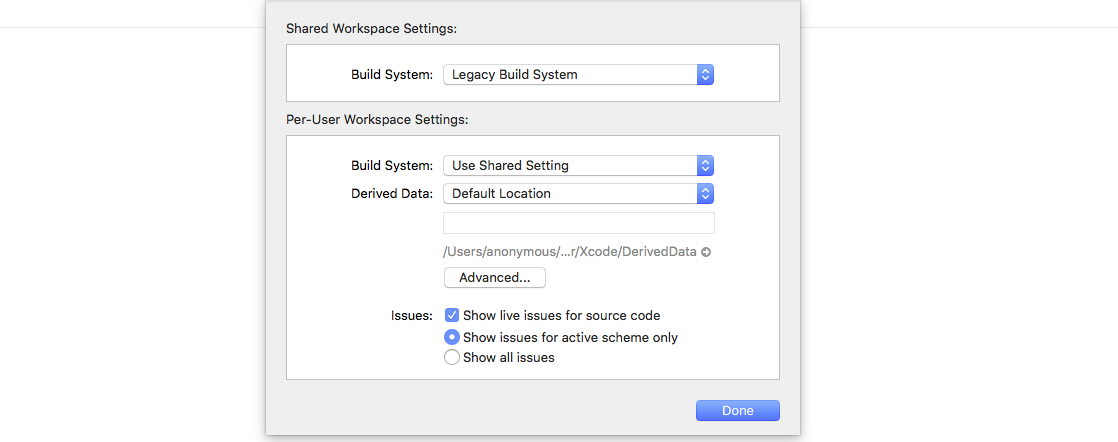 Shared Workspace Settings:
Build System: Legacy Build System
Per-User Workspace Settings:
Build System: Use Shared Setting
Derived Data: Default Location
/Users/anonymous/...r/Xcode/DerivedData
Advanced...
Issues: Show live issues for source code
Show issues for active scheme only
Show all issues
Done